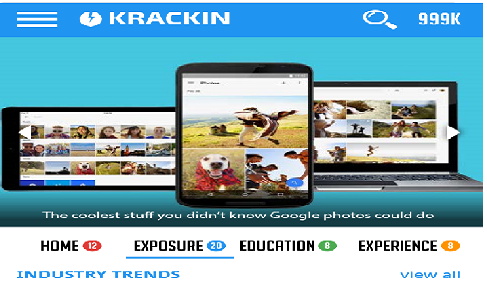 KRACKIN 999K
The coolest stuff you didn't know Google photos could do
HOME 12 EXPOSURE 20 EDUCATION 8 EXPERIENCE 8
INDUSTRY TRENDS view all